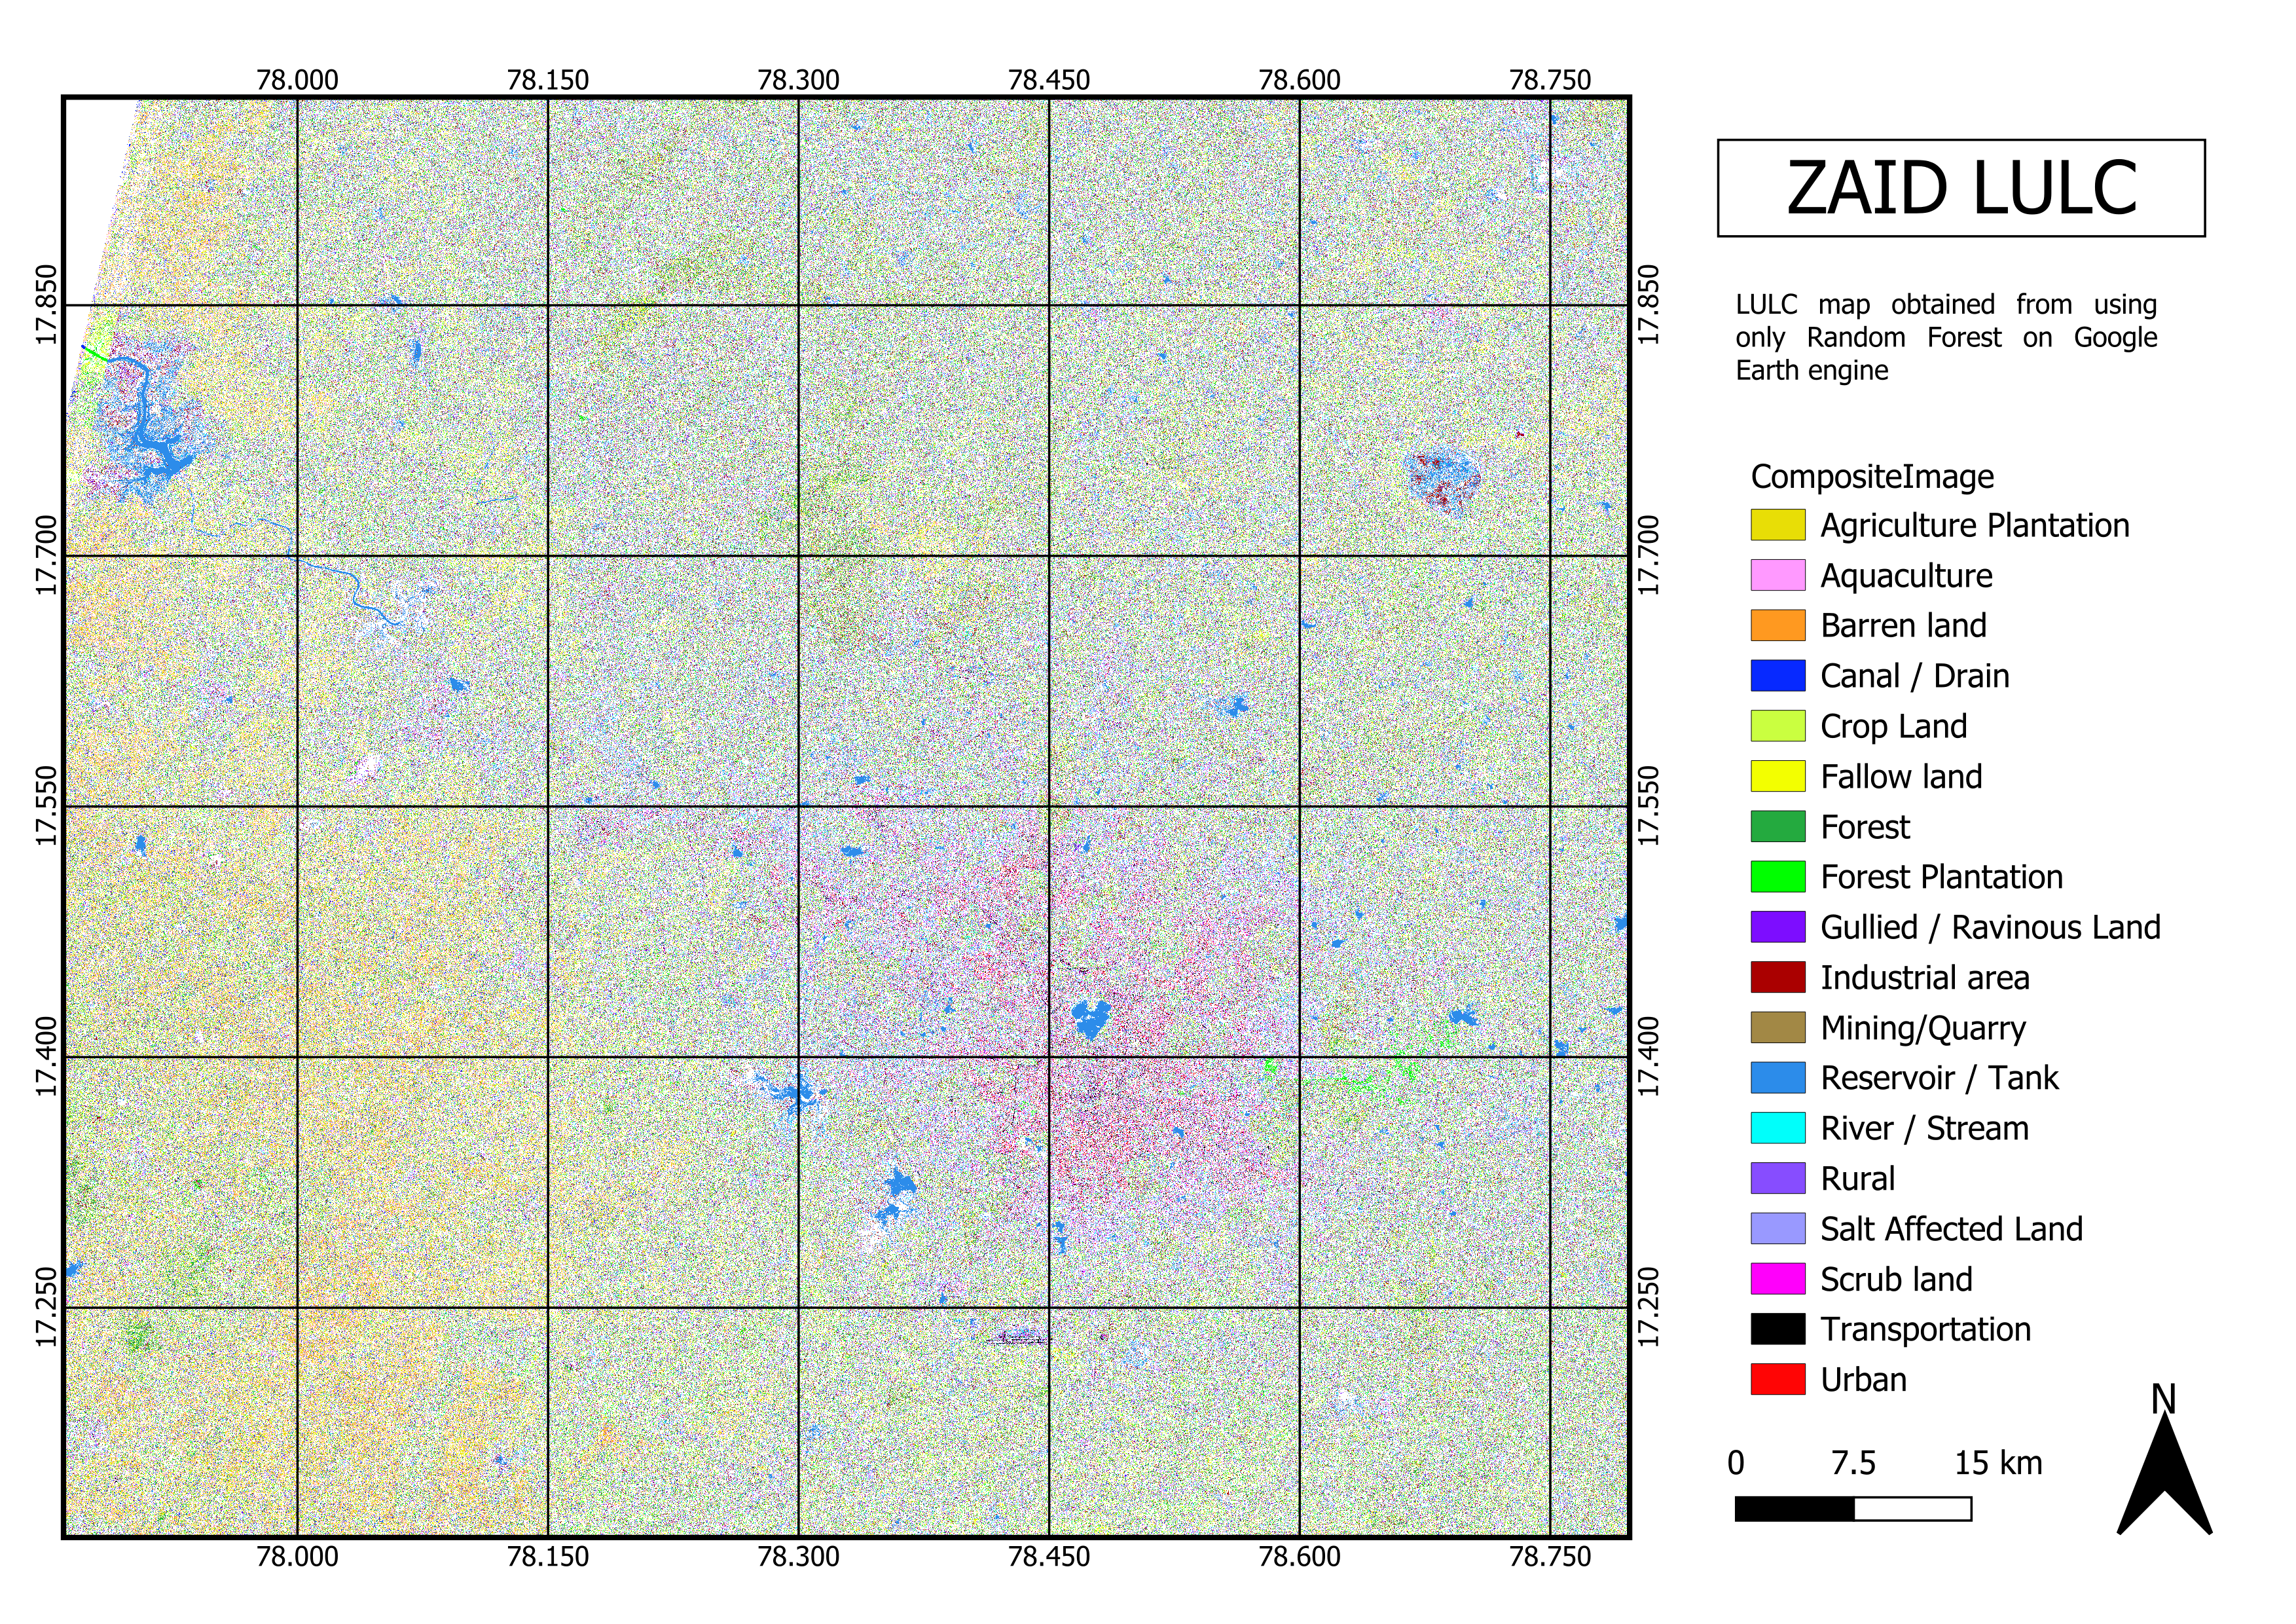 78.000 78.150 78.300 78.450 78.600 78.750
ZAID LULC
17.850
17.700
17.550
17.400
17.250
17.850
17.700
17.550
17.400
17.250
LULC map obtained from using
only Random Forest on Google
Earth engine
CompositeImage
Agriculture Plantation
Aquaculture
Barren land
Canal / Drain
Crop Land
Fallow land
Forest
Forest Plantation
Gullied / Ravinous Land
Industrial area
Mining/Quarry
Reservoir / Tank
River / Stream
Rural
Salt Affected Land
Scrub land
Transportation
Urban
N
0 7.5 15 km
78.000 78.150 78.300 78.450 78.600 78.750